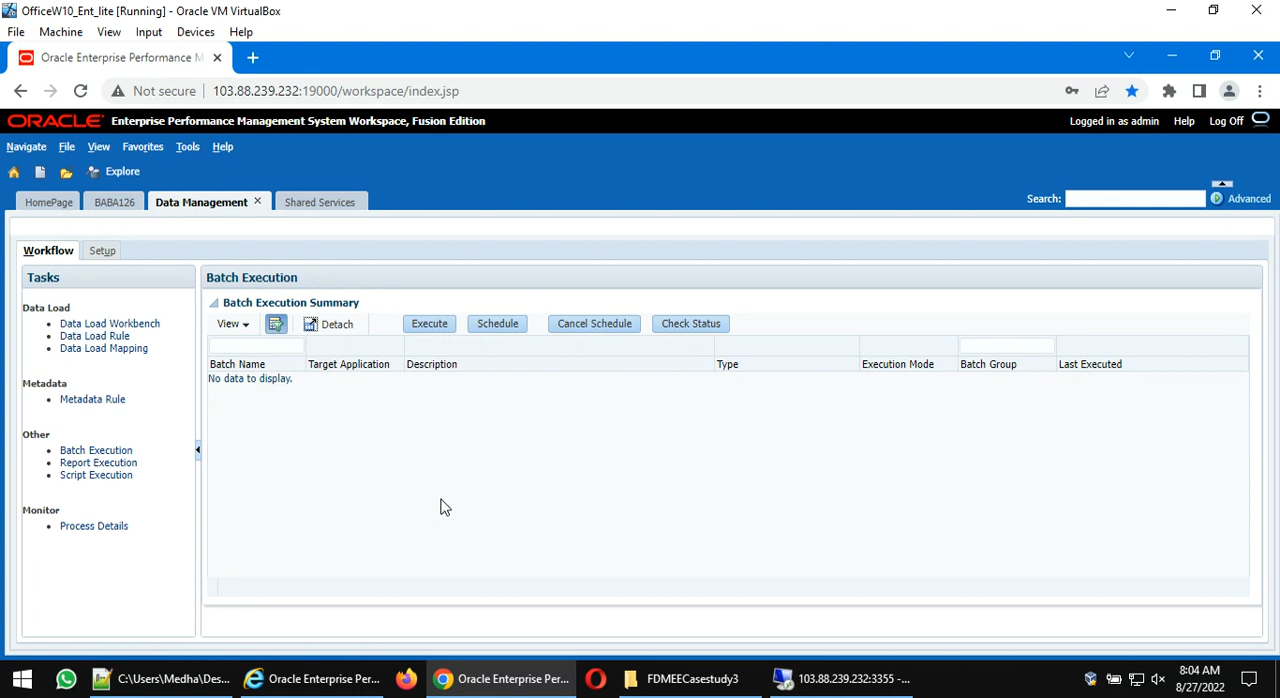 OfficeW10_Ent_lite [Running] - Oracle VM VirtualBox
File Machine View Input Devices Help
Oracle Enterprise Performance M
Not secure 103.88.239.232:19000/workspace/index.jsp
ORACLE Enterprise Performance Management System Workspace, Fusion Edition
Logged in as admin Help Log Off
Navigate File View Favorites Tools Help
Explore
HomePage BABA126 Data Management Shared Services
Search: Advanced
Workflow Setup
Tasks
Data Load
Data Load Workbench
Data Load Rule
Data Load Mapping
Metadata
Metadata Rule
Other
Batch Execution
Report Execution
Script Execution
Monitor
Process Details
Batch Execution
Batch Execution Summary
View Detach Execute Schedule Cancel Schedule Check Status
Batch Name Target Application Description Type Execution Mode Batch Group Last Executed
No data to display.
C:\Users\Medha\Des... Oracle Enterprise Per... Oracle Enterprise Per... FDMEECasestudy3 103.88.239.232:3355 -...
8:04 AM
8/27/2022